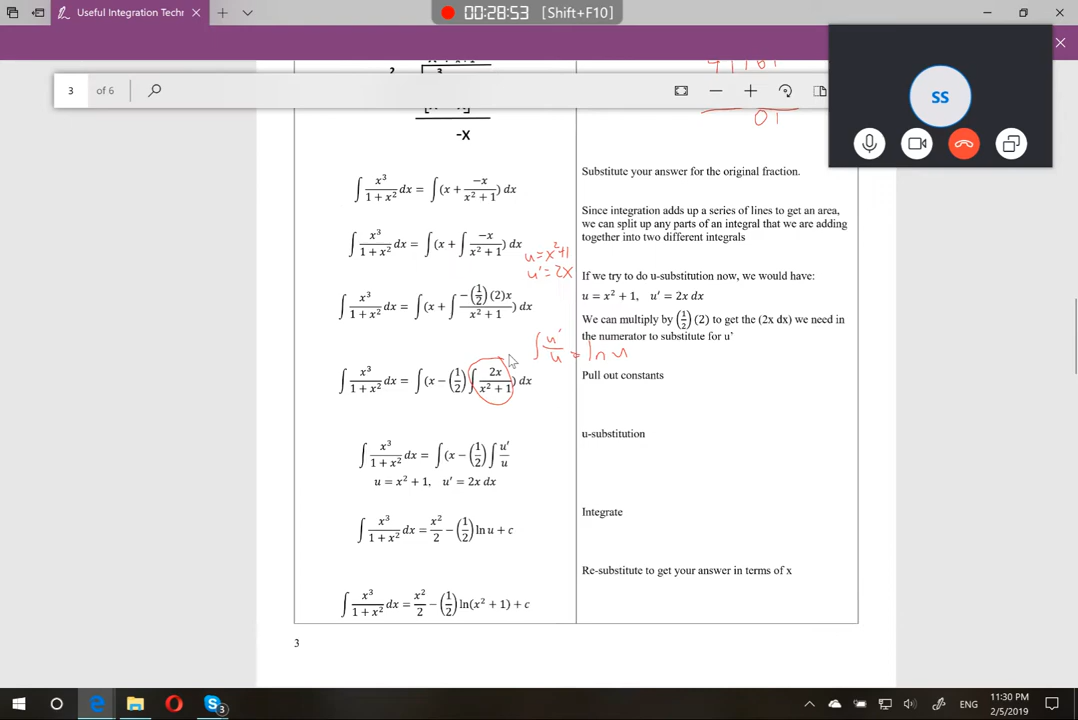 Useful Integration Techn
00:28:53 [Shift+F10]
3 of 6
SS
2
3
-X
01
∫ x³/(1 + x²) dx = ∫(x + -x/(x² + 1)) dx
Substitute your answer for the original fraction.
Since integration adds up a series of lines to get an area,
we can split up any parts of an integral that we are adding
together into two different integrals
∫ x³/(1 + x²) dx = ∫(x + ∫ -x/(x² + 1)) dx
u = x²+1
u' = 2x
If we try to do u-substitution now, we would have:
u = x² + 1, u′ = 2x dx
We can multiply by (1/2) (2) to get the (2x dx) we need in
the numerator to substitute for u'
∫ x³/(1 + x²) dx = ∫(x + ∫ -(1/2)(2)x/(x² + 1)) dx
∫ u'/u = ln u
∫ x³/(1 + x²) dx = ∫(x − (1/2) ∫ 2x/(x² + 1)) dx
Pull out constants
u-substitution
∫ x³/(1 + x²) dx = ∫(x − (1/2) ∫ u′/u
u = x² + 1, u′ = 2x dx
Integrate
∫ x³/(1 + x²) dx = x²/2 − (1/2) ln u + c
Re-substitute to get your answer in terms of x
∫ x³/(1 + x²) dx = x²/2 − (1/2) ln(x² + 1) + c
3
ENG
11:30 PM
2/5/2019